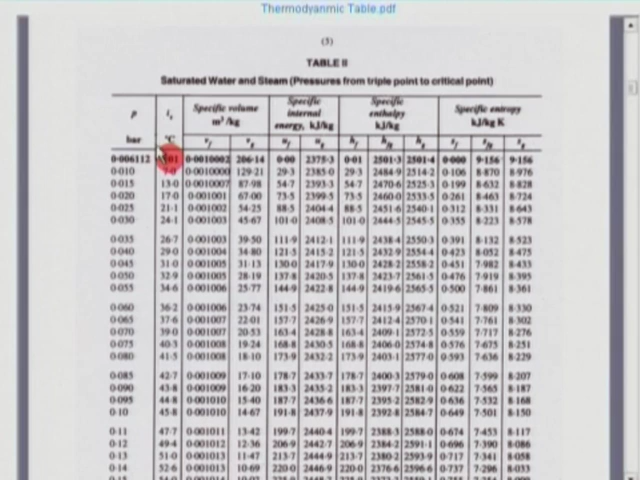 Thermodyanmic Table.pdf
(5)
TABLE II
Saturated Water and Steam (Pressures from triple point to critical point)
p t Specific volume m³/kg Specific internal energy, kJ/kg Specific enthalpy kJ/kg Specific entropy kJ/kg K
bar °C
0·006112 206·14 0·00 2375·3 0·01 2501·3 2501·4 0·000 9·156 9·156
0·010 0·0010000 129·21 29·3 2385·0 29·3 2484·9 2514·2 0·106 8·870 8·976
0·015 13·0 0·0010007 87·98 54·7 2393·3 54·7 2470·6 2525·3 0·199 8·632 8·828
0·020 17·0 0·001001 67·00 73·5 2399·5 73·5 2460·0 2533·5 0·261 8·463 8·724
0·025 21·1 0·001002 54·25 88·5 2404·4 88·5 2451·6 2540·1 0·312 8·331 8·643
0·030 24·1 0·001003 45·67 101·0 2408·5 101·0 2444·5 2545·5 0·355 8·223 8·578
0·035 26·7 0·001003 39·50 111·9 2412·1 111·9 2438·4 2550·3 0·391 8·132 8·523
0·040 29·0 0·001004 34·80 121·5 2415·2 121·5 2432·9 2554·4 0·423 8·052 8·475
0·045 31·0 0·001005 31·13 130·0 2417·9 130·0 2428·2 2558·2 0·451 7·982 8·433
0·050 32·9 0·001005 28·19 137·8 2420·5 137·8 2423·7 2561·5 0·476 7·919 8·395
0·055 34·6 0·001006 25·77 144·9 2422·8 144·9 2419·6 2565·5 0·500 7·861 8·361
0·060 36·2 0·001006 23·74 151·5 2425·0 151·5 2415·9 2567·4 0·521 7·809 8·330
0·065 37·6 0·001007 22·01 157·7 2426·9 157·7 2412·4 2570·1 0·541 7·761 8·302
0·070 39·0 0·001007 20·53 163·4 2428·8 163·4 2409·1 2572·5 0·559 7·717 8·276
0·075 40·3 0·001008 19·24 168·8 2430·5 168·8 2406·0 2574·8 0·576 7·675 8·251
0·080 41·5 0·001008 18·10 173·9 2432·2 173·9 2403·1 2577·0 0·593 7·636 8·229
0·085 42·7 0·001009 17·10 178·7 2433·7 178·7 2400·3 2579·0 0·608 7·599 8·207
0·090 43·8 0·001009 16·20 183·3 2435·2 183·3 2397·7 2581·0 0·622 7·565 8·187
0·095 44·8 0·001010 15·40 187·7 2436·6 187·7 2395·2 2582·9 0·636 7·532 8·168
0·10 45·8 0·001010 14·67 191·8 2437·9 191·8 2392·8 2584·7 0·649 7·501 8·150
0·11 47·7 0·001011 13·42 199·7 2440·4 199·7 2388·3 2588·0 0·674 7·453 8·117
0·12 49·4 0·001012 12·36 206·9 2442·7 206·9 2384·2 2591·1 0·696 7·390 8·086
0·13 51·0 0·001013 11·47 213·7 2444·9 213·7 2380·2 2593·9 0·717 7·341 8·058
0·14 52·6 0·001013 10·69 220·0 2446·9 220·0 2376·6 2596·6 0·737 7·296 8·033